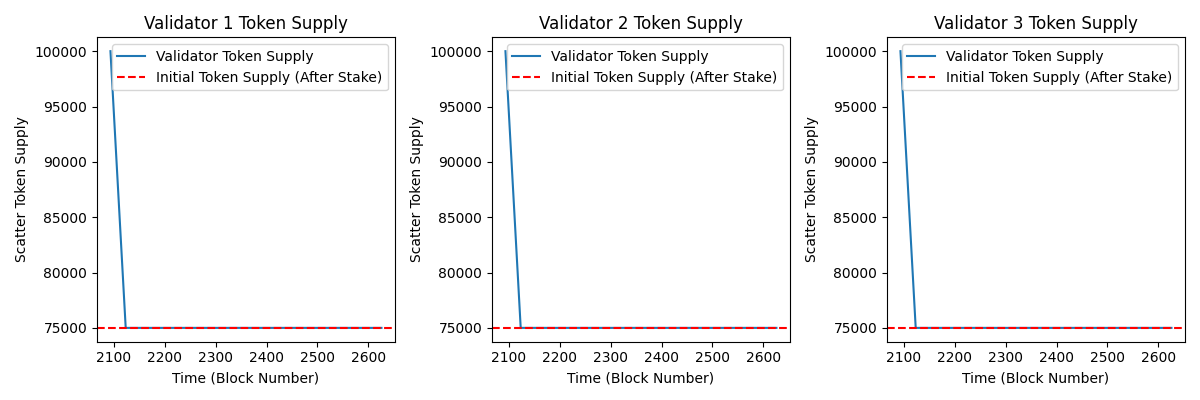 Validator 1 Token Supply
Validator Token Supply
Initial Token Supply (After Stake)
Scatter Token Supply
100000
95000
90000
85000
80000
75000
2100 2200 2300 2400 2500 2600
Time (Block Number)
Validator 2 Token Supply
Validator Token Supply
Initial Token Supply (After Stake)
Scatter Token Supply
100000
95000
90000
85000
80000
75000
2100 2200 2300 2400 2500 2600
Time (Block Number)
Validator 3 Token Supply
Validator Token Supply
Initial Token Supply (After Stake)
Scatter Token Supply
100000
95000
90000
85000
80000
75000
2100 2200 2300 2400 2500 2600
Time (Block Number)